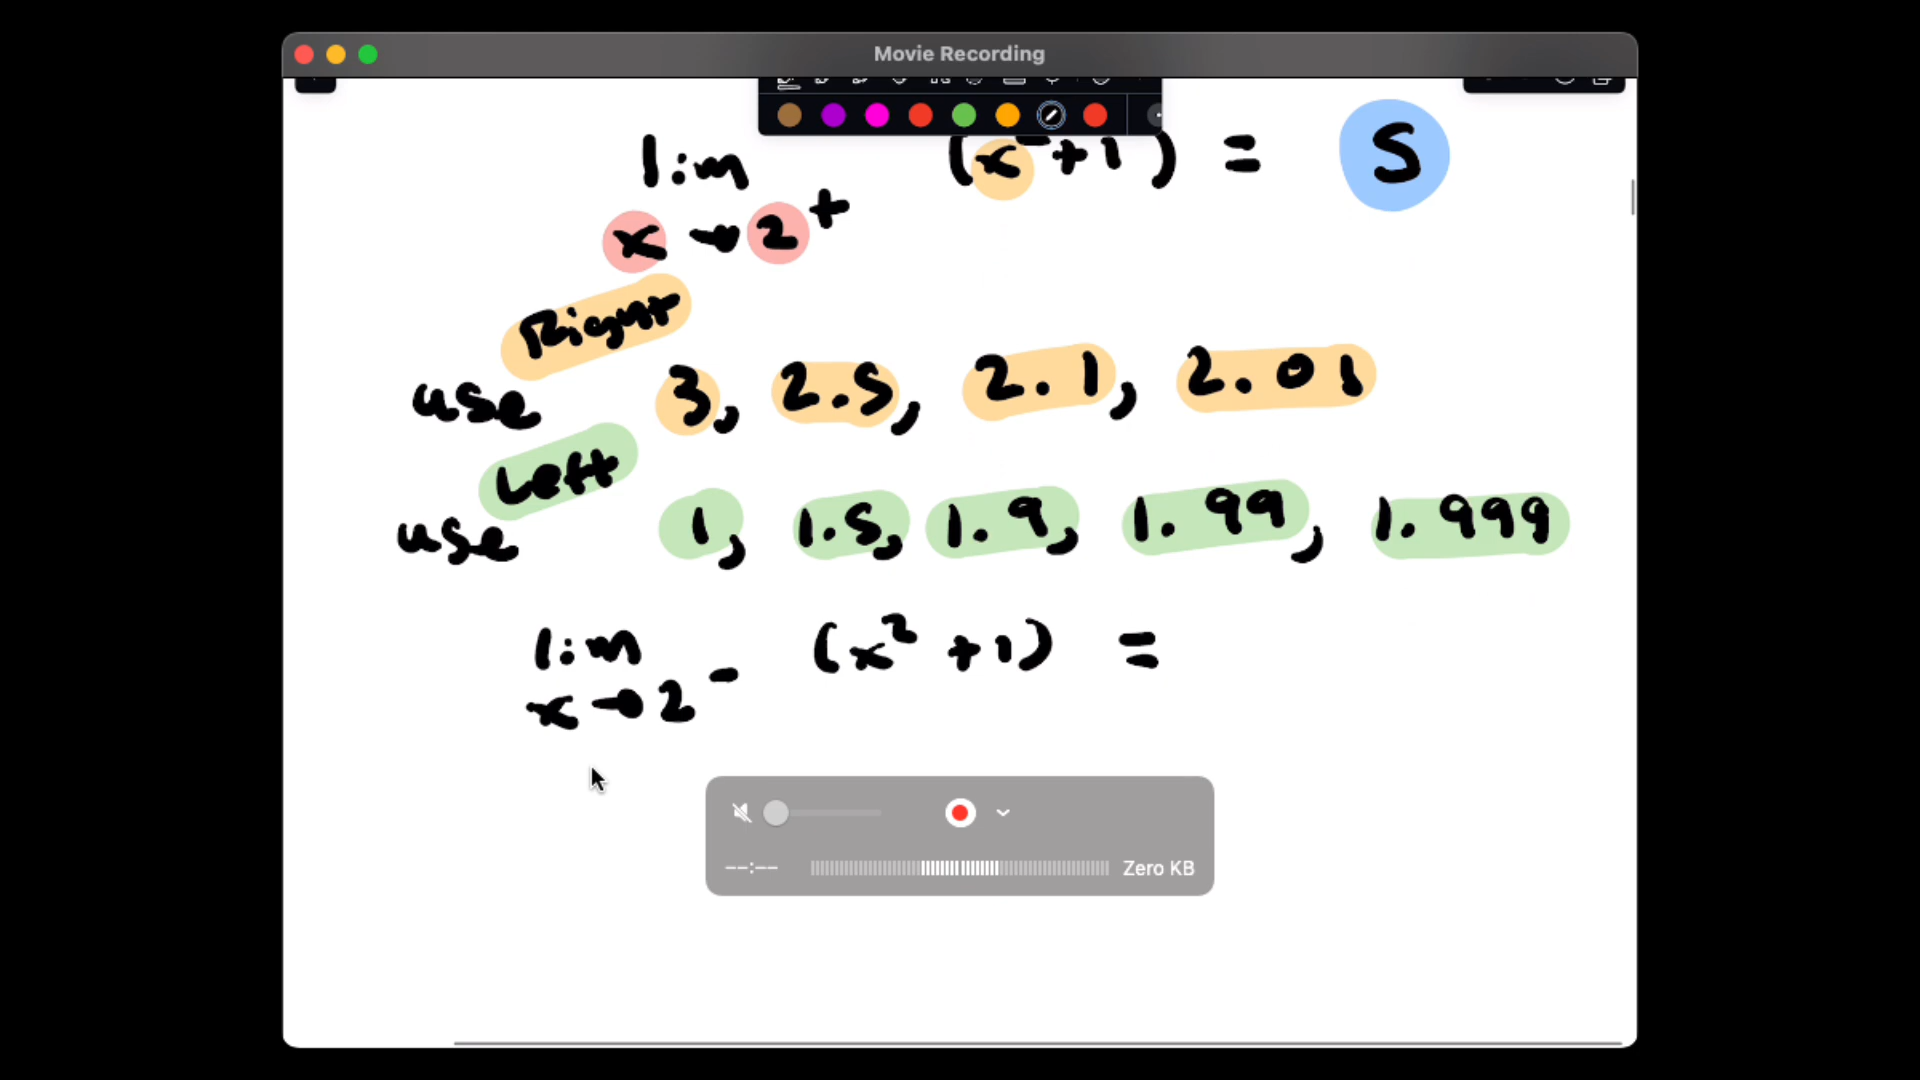 Movie Recording
lim (x²+1) = 5
x → 2⁺
Right
use 3, 2.5, 2.1, 2.01
Left
use 1, 1.5, 1.9, 1.99, 1.999
lim (x² +1) =
x → 2⁻
--:-- Zero KB